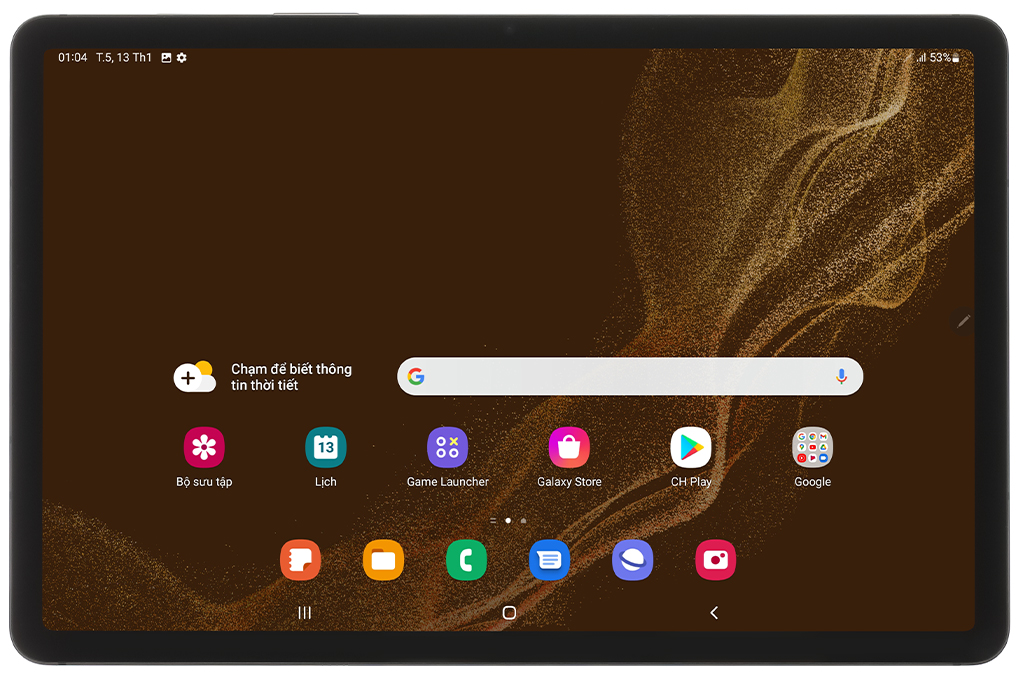 01:04 T.5, 13 Th1
53%
Chạm để biết thông
tin thời tiết
G
13
Bộ sưu tập
Lịch
Game Launcher
Galaxy Store
CH Play
Google